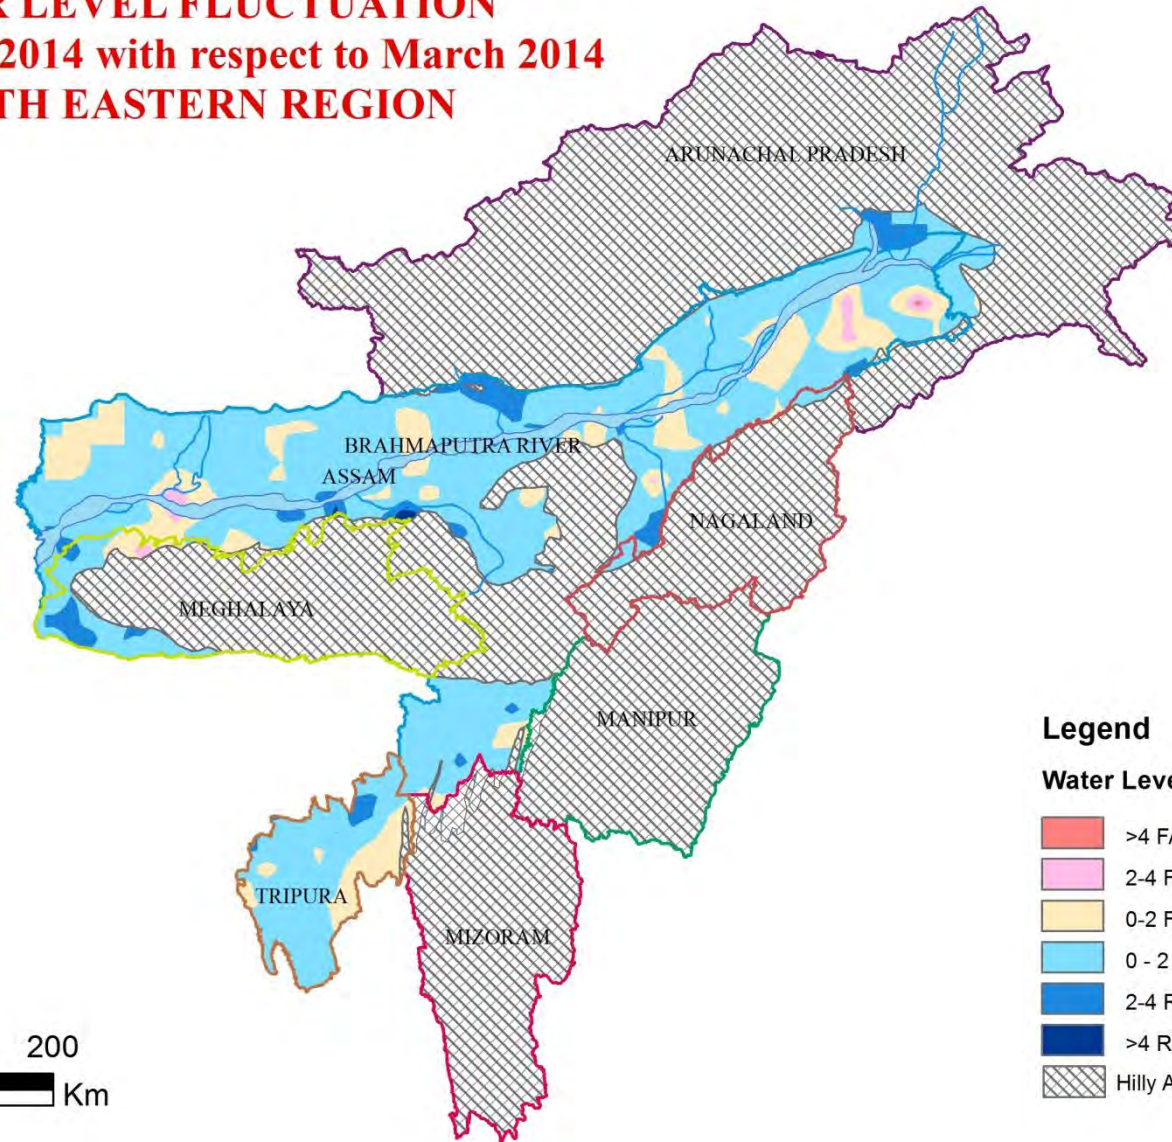 R LEVEL FLUCTUATION
2014 with respect to March 2014
TH EASTERN REGION
ARUNACHAL PRADESH
BRAHMAPUTRA RIVER
ASSAM
NAGALAND
MEGHALAYA
MANIPUR
TRIPURA
MIZORAM
Legend
Water Leve
>4 FA
2-4 F
0-2 F
0 - 2
2-4 R
>4 R
Hilly A
200
Km